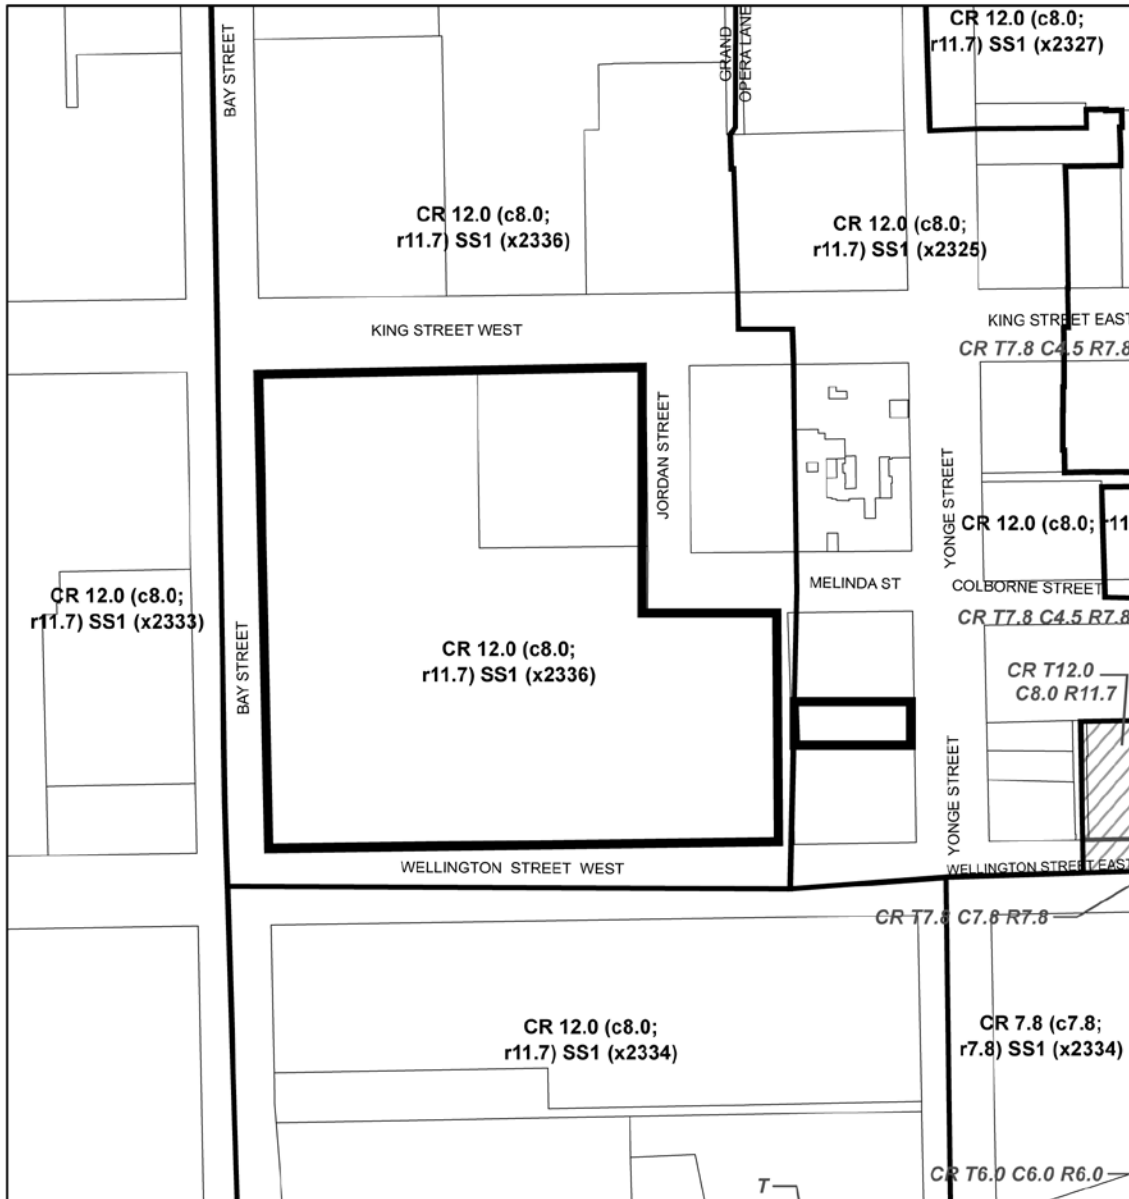 CR 12.0 (c8.0;
r11.7) SS1 (x2327)
BAY STREET
GRAND
OPERA LANE
CR 12.0 (c8.0;
r11.7) SS1 (x2336)
CR 12.0 (c8.0;
r11.7) SS1 (x2325)
KING STREET WEST
KING STREET EAST
CR T7.8 C4.5 R7.8
JORDAN STREET
YONGE STREET
CR 12.0 (c8.0; r11
MELINDA ST
COLBORNE STREET
CR T7.8 C4.5 R7.8
CR 12.0 (c8.0;
r11.7) SS1 (x2333)
BAY STREET
CR 12.0 (c8.0;
r11.7) SS1 (x2336)
CR T12.0
C8.0 R11.7
YONGE STREET
WELLINGTON STREET WEST
WELLINGTON STREET EAST
CR T7.8 C7.8 R7.8
CR 12.0 (c8.0;
r11.7) SS1 (x2334)
CR 7.8 (c7.8;
r7.8) SS1 (x2334)
CR T6.0 C6.0 R6.0
T